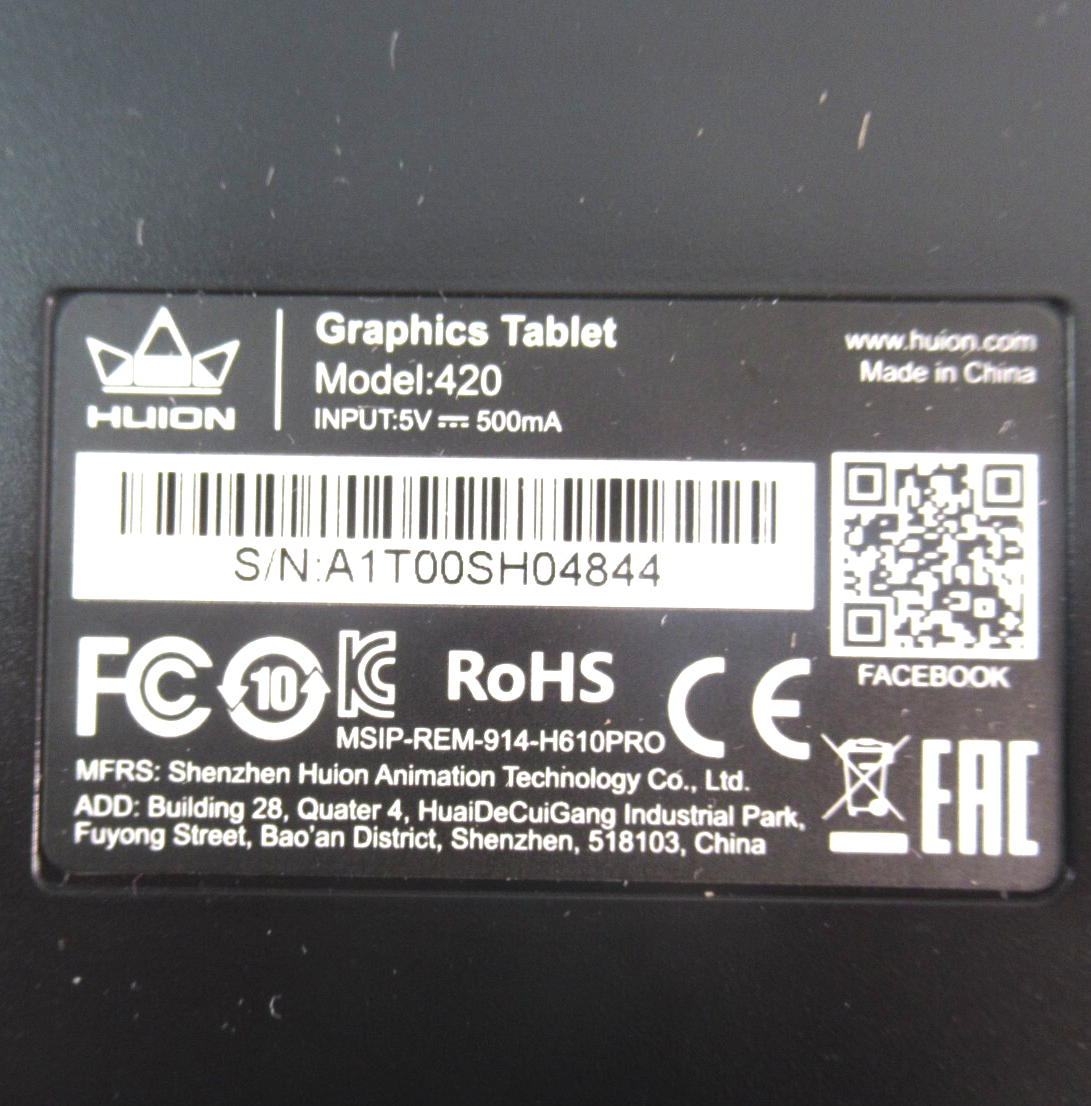 HUION
Graphics Tablet
Model:420
INPUT:5V ⎓ 500mA
www.huion.com
Made in China
S/N:A1T00SH04844
FACEBOOK
FC 10 KC RoHS CE
MSIP-REM-914-H610PRO
MFRS: Shenzhen Huion Animation Technology Co., Ltd.
ADD: Building 28, Quater 4, HuaiDeCuiGang Industrial Park,
Fuyong Street, Bao'an District, Shenzhen, 518103, China
EAC